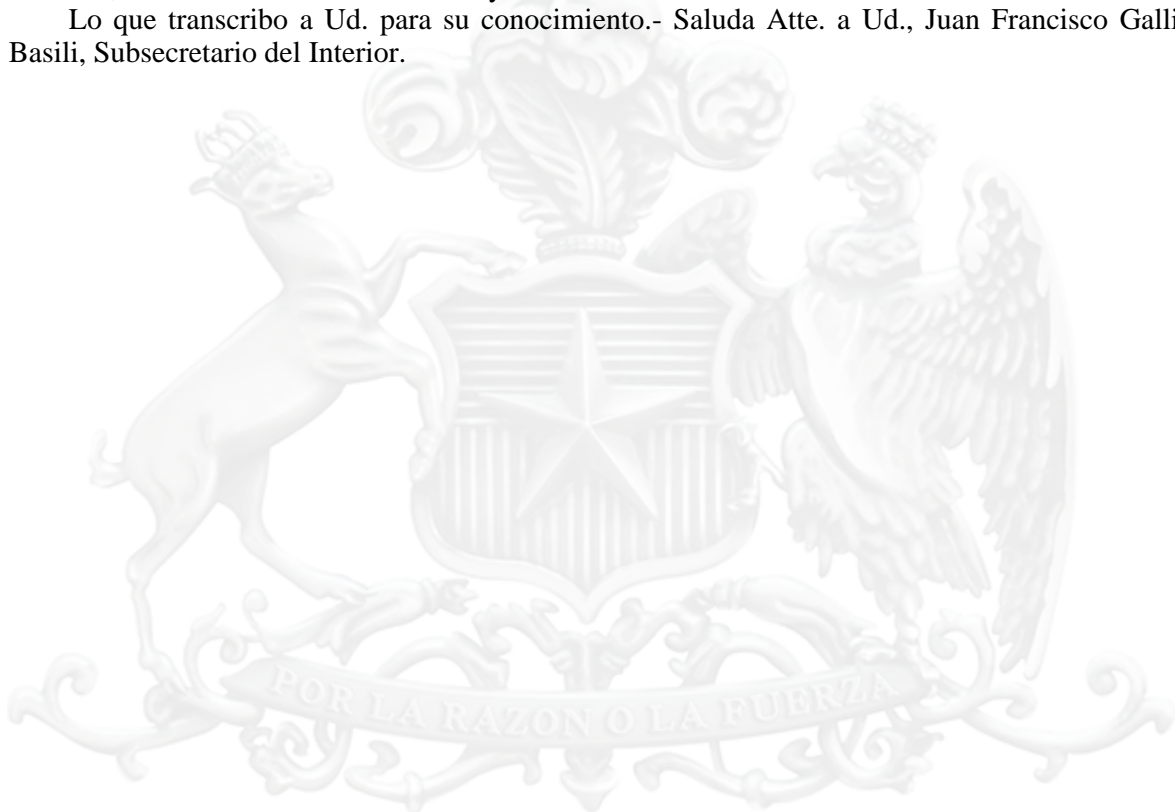 Lo que transcribo a Ud. para su conocimiento.- Saluda Atte. a Ud., Juan Francisco Galli
Basili, Subsecretario del Interior.
POR LA RAZON O LA FUERZA